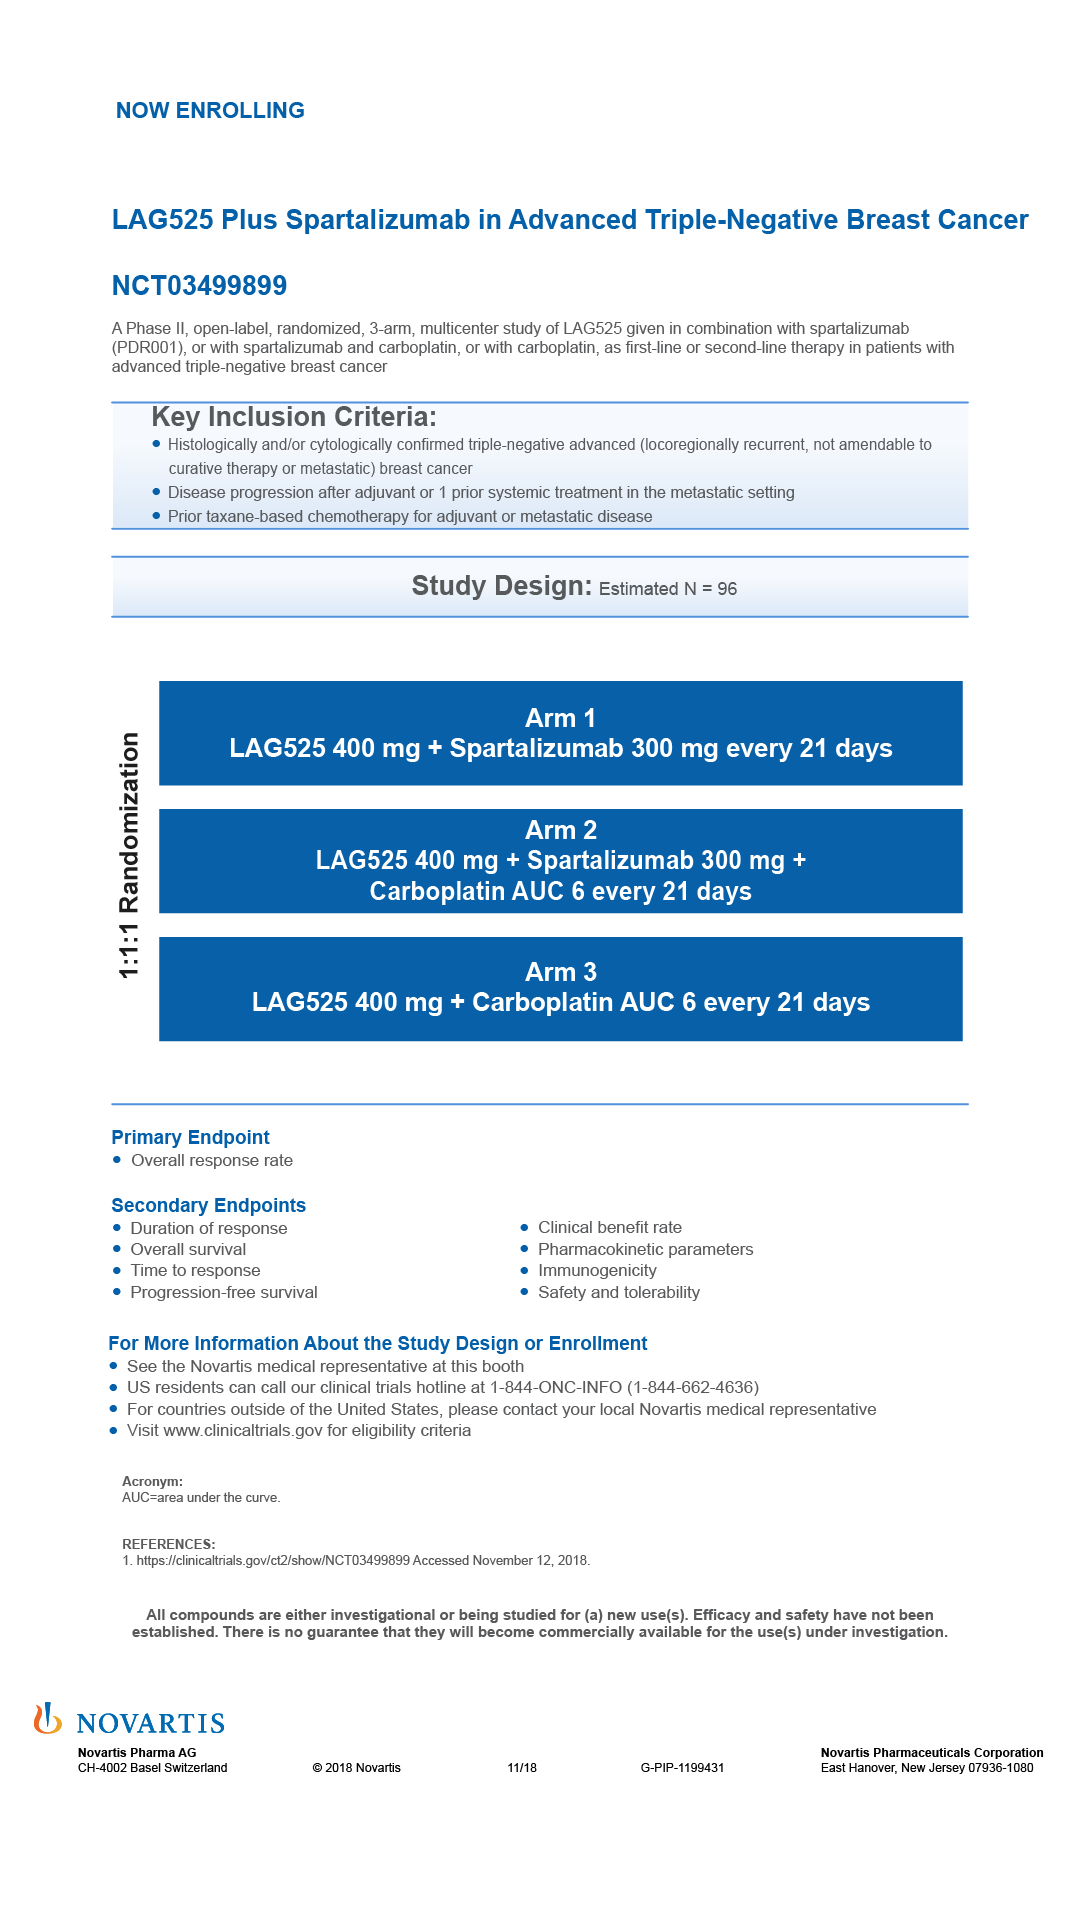 NOW ENROLLING
LAG525 Plus Spartalizumab in Advanced Triple-Negative Breast Cancer
NCT03499899
A Phase II, open-label, randomized, 3-arm, multicenter study of LAG525 given in combination with spartalizumab
(PDR001), or with spartalizumab and carboplatin, or with carboplatin, as first-line or second-line therapy in patients with
advanced triple-negative breast cancer
Key Inclusion Criteria:
• Histologically and/or cytologically confirmed triple-negative advanced (locoregionally recurrent, not amendable to
curative therapy or metastatic) breast cancer
• Disease progression after adjuvant or 1 prior systemic treatment in the metastatic setting
• Prior taxane-based chemotherapy for adjuvant or metastatic disease
Study Design: Estimated N = 96
1:1:1 Randomization
Arm 1
LAG525 400 mg + Spartalizumab 300 mg every 21 days
Arm 2
LAG525 400 mg + Spartalizumab 300 mg +
Carboplatin AUC 6 every 21 days
Arm 3
LAG525 400 mg + Carboplatin AUC 6 every 21 days
Primary Endpoint
• Overall response rate
Secondary Endpoints
• Duration of response
• Overall survival
• Time to response
• Progression-free survival
• Clinical benefit rate
• Pharmacokinetic parameters
• Immunogenicity
• Safety and tolerability
For More Information About the Study Design or Enrollment
• See the Novartis medical representative at this booth
• US residents can call our clinical trials hotline at 1-844-ONC-INFO (1-844-662-4636)
• For countries outside of the United States, please contact your local Novartis medical representative
• Visit www.clinicaltrials.gov for eligibility criteria
Acronym:
AUC=area under the curve.
REFERENCES:
1. https://clinicaltrials.gov/ct2/show/NCT03499899 Accessed November 12, 2018.
All compounds are either investigational or being studied for (a) new use(s). Efficacy and safety have not been
established. There is no guarantee that they will become commercially available for the use(s) under investigation.
NOVARTIS
Novartis Pharma AG
CH-4002 Basel Switzerland
© 2018 Novartis
11/18
G-PIP-1199431
Novartis Pharmaceuticals Corporation
East Hanover, New Jersey 07936-1080